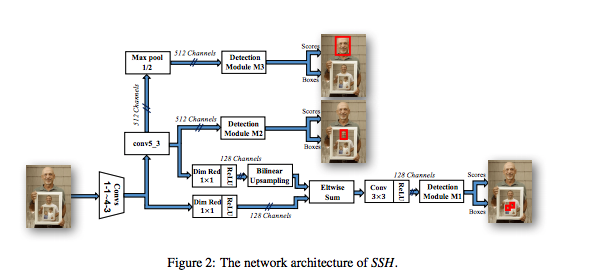 512 Channels
Scores
Max pool
1/2
Detection
Module M3
Boxes
512 Channels
512 Channels
Scores
conv5_3
Detection
Module M2
Boxes
128 Channels
Dim Red
1×1
ReLU
Bilinear
Upsampling
Convs
1-1~4-3
Dim Red
1×1
ReLU
128 Channels
Eltwise
Sum
128 Channels
Conv
3×3
ReLU
Detection
Module M1
Scores
Boxes
Figure 2: The network architecture of SSH.